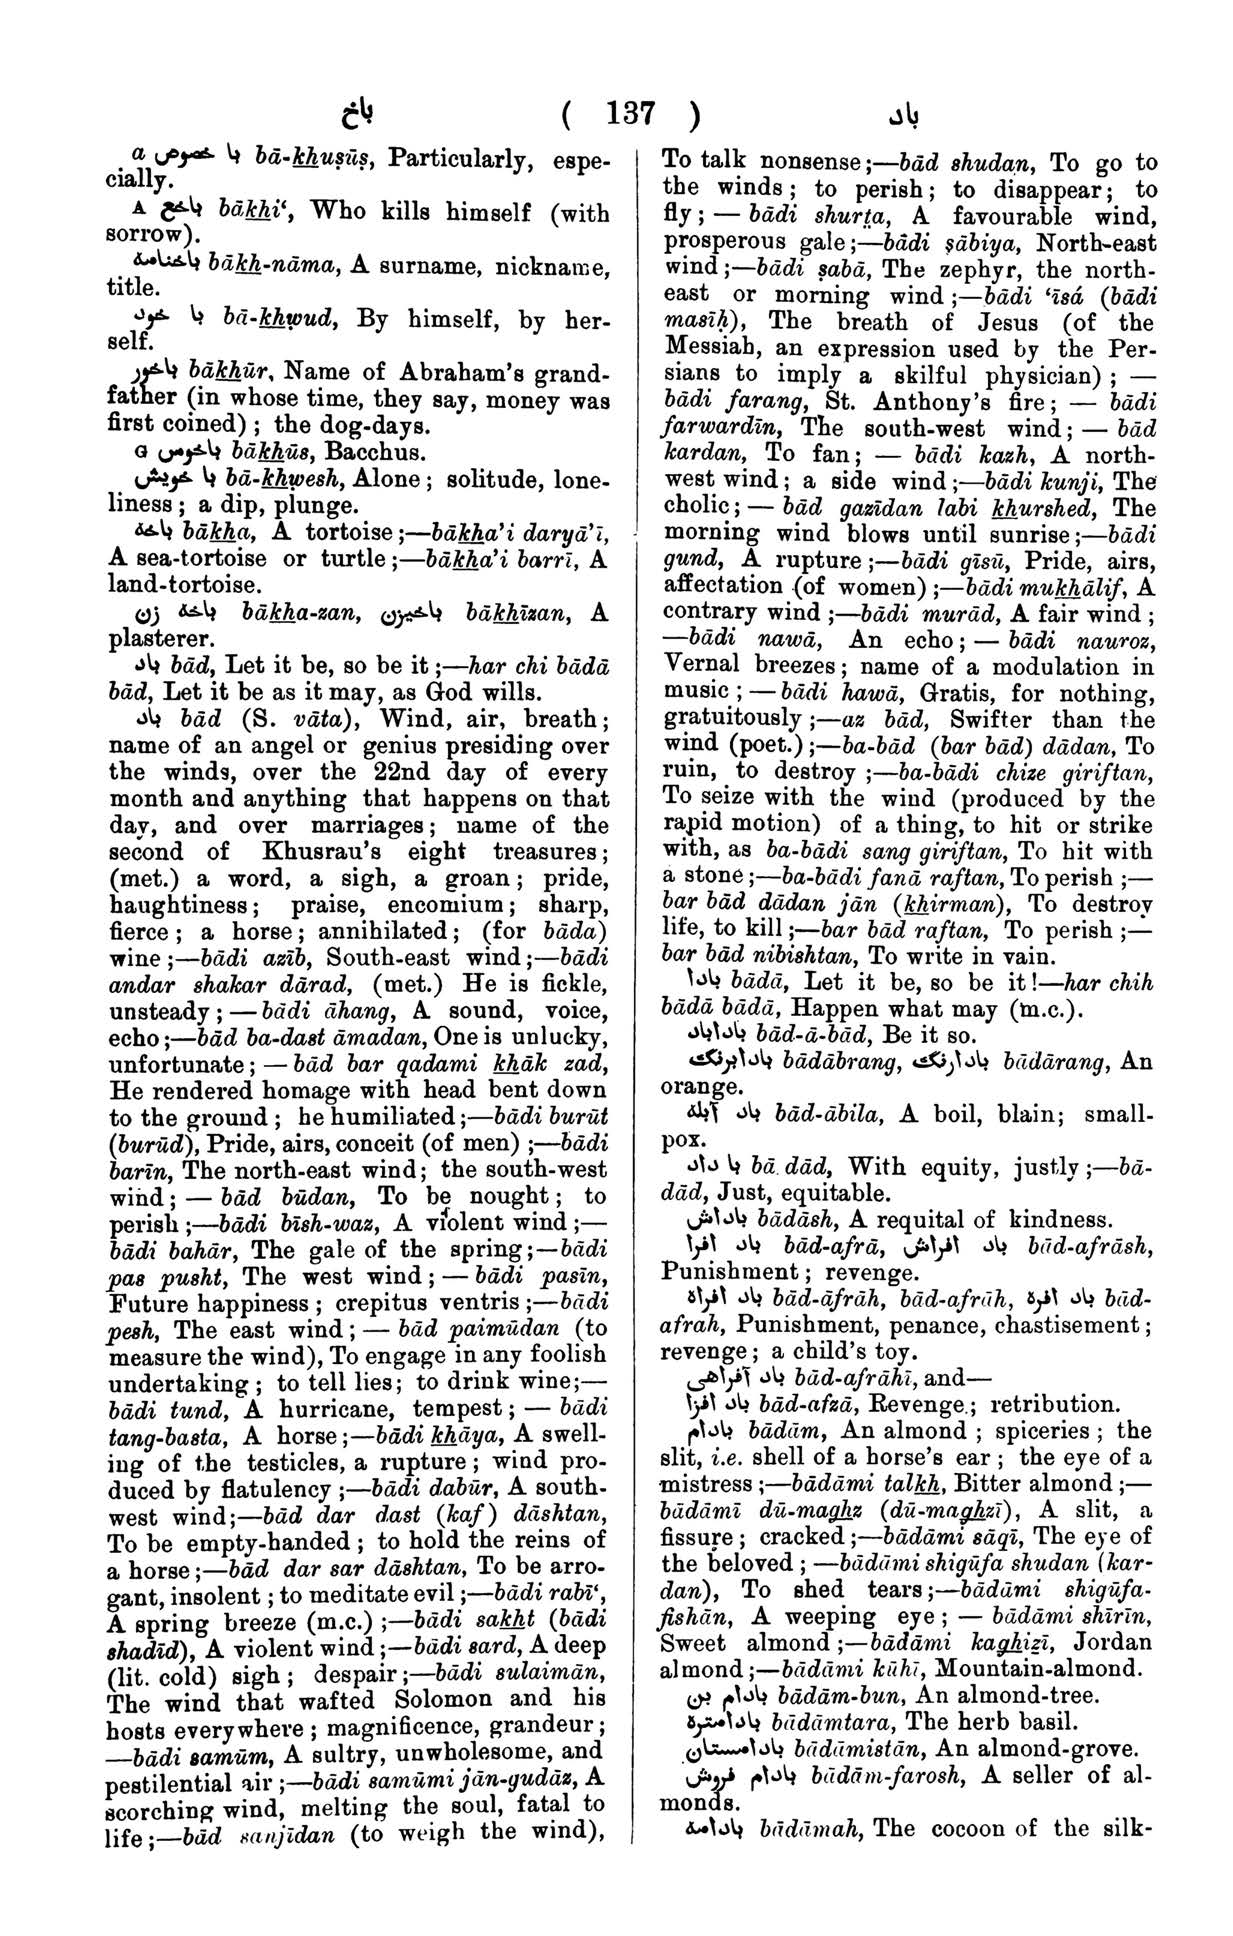 باخ ( 137 ) باد
a با خصوص bā-khuṣūṣ, Particularly, espe-
cially.
A باخع bākhi‘, Who kills himself (with
sorrow).
باخنامه bākh-nāma, A surname, nickname,
title.
با خود bā-khwud, By himself, by her-
self.
باخور bākhūr, Name of Abraham's grand-
father (in whose time, they say, money was
first coined); the dog-days.
G باخوس bākhūs, Bacchus.
با خویش bā-khwesh, Alone; solitude, lone-
liness; a dip, plunge.
باخه bākha, A tortoise;—bākha'i daryā'ī,
A sea-tortoise or turtle;—bākha'i barrī, A
land-tortoise.
باخه زن bākha-zan, باخیزن bākhīzan, A
plasterer.
باد bād, Let it be, so be it;—har chi bādā
bād, Let it be as it may, as God wills.
باد bād (S. vāta), Wind, air, breath;
name of an angel or genius presiding over
the winds, over the 22nd day of every
month and anything that happens on that
day, and over marriages; name of the
second of Khusrau's eight treasures;
(met.) a word, a sigh, a groan; pride,
haughtiness; praise, encomium; sharp,
fierce; a horse; annihilated; (for bāda)
wine;—bādi azīb, South-east wind;—bādi
andar shakar dārad, (met.) He is fickle,
unsteady;—bādi āhang, A sound, voice,
echo;—bād ba-dast āmadan, One is unlucky,
unfortunate;—bād bar qadami khāk zad,
He rendered homage with head bent down
to the ground; he humiliated;—bādi burūt
(burūd), Pride, airs, conceit (of men);—bādi
barīn, The north-east wind; the south-west
wind;—bād būdan, To be nought; to
perish;—bādi bīsh-waz, A violent wind;—
bādi bahār, The gale of the spring;—bādi
pas pusht, The west wind;—bādi pasīn,
Future happiness; crepitus ventris;—bādi
pesh, The east wind;—bād paimūdan (to
measure the wind), To engage in any foolish
undertaking; to tell lies; to drink wine;—
bādi tund, A hurricane, tempest;—bādi
tang-basta, A horse;—bādi khāya, A swell-
ing of the testicles, a rupture; wind pro-
duced by flatulency;—bādi dabūr, A south-
west wind;—bād dar dast (kaf) dāshtan,
To be empty-handed; to hold the reins of
a horse;—bād dar sar dāshtan, To be arro-
gant, insolent; to meditate evil;—bādi rabī‘,
A spring breeze (m.c.);—bādi sakht (bādi
shadīd), A violent wind;—bādi sard, A deep
(lit. cold) sigh; despair;—bādi sulaimān,
The wind that wafted Solomon and his
hosts everywhere; magnificence, grandeur;
—bādi samūm, A sultry, unwholesome, and
pestilential air;—bādi samūmi jān-gudāz, A
scorching wind, melting the soul, fatal to
life;—bād sanjīdan (to weigh the wind),
To talk nonsense;—bād shudan, To go to
the winds; to perish; to disappear; to
fly;—bādi shurt̤a, A favourable wind,
prosperous gale;—bādi ṣābiya, North-east
wind;—bādi ṣabā, The zephyr, the north-
east or morning wind;—bādi ‘īsá (bādi
masīḥ), The breath of Jesus (of the
Messiah, an expression used by the Per-
sians to imply a skilful physician);—
bādi farang, St. Anthony's fire;—bādi
farwardīn, The south-west wind;—bād
kardan, To fan;—bādi kazh, A north-
west wind; a side wind;—bādi kunji, The
cholic;—bād gazīdan labi khurshed, The
morning wind blows until sunrise;—bādi
gund, A rupture;—bādi gīsū, Pride, airs,
affectation (of women);—bādi mukhālif, A
contrary wind;—bādi murād, A fair wind;
—bādi nawā, An echo;—bādi nauroz,
Vernal breezes; name of a modulation in
music;—bādi hawā, Gratis, for nothing,
gratuitously;—az bād, Swifter than the
wind (poet.);—ba-bād (bar bād) dādan, To
ruin, to destroy;—ba-bādi chize giriftan,
To seize with the wind (produced by the
rapid motion) of a thing, to hit or strike
with, as ba-bādi sang giriftan, To hit with
a stone;—ba-bādi fanā raftan, To perish;—
bar bād dādan jān (khirman), To destroy
life, to kill;—bar bād raftan, To perish;—
bar bād nibishtan, To write in vain.
بادا bādā, Let it be, so be it!—har chih
bādā bādā, Happen what may (m.c.).
باداباد bād-ā-bād, Be it so.
بادابرنگ bādābrang, بادارنگ bādārang, An
orange.
باد آبله bād-ābila, A boil, blain; small-
pox.
با داد bā dād, With equity, justly;—bā-
dād, Just, equitable.
باداش bādāsh, A requital of kindness.
باد افرا bād-afrā, باد افراش bād-afrāsh,
Punishment; revenge.
باد افراه bād-āfrāh, bād-afrāh, باد افره bād-
afrah, Punishment, penance, chastisement;
revenge; a child's toy.
باد آفراهی bād-afrāhī, and—
باد افزا bād-afzā, Revenge; retribution.
بادام bādām, An almond; spiceries; the
slit, i.e. shell of a horse's ear; the eye of a
mistress;—bādāmi talkh, Bitter almond;—
bādāmī dū-maghz (dū-maghzī), A slit, a
fissure; cracked;—bādāmi sāqī, The eye of
the beloved;—bādāmi shigūfa shudan (kar-
dan), To shed tears;—bādāmi shigūfa-
fishān, A weeping eye;—bādāmi shīrīn,
Sweet almond;—bādāmi kaghiẕī, Jordan
almond;—bādāmi kūhī, Mountain-almond.
بادام بن bādām-bun, An almond-tree.
بادامتره bādāmtara, The herb basil.
بادامستان bādāmistān, An almond-grove.
بادام فروش bādām-farosh, A seller of al-
monds.
بادامه bādāmah, The cocoon of the silk-